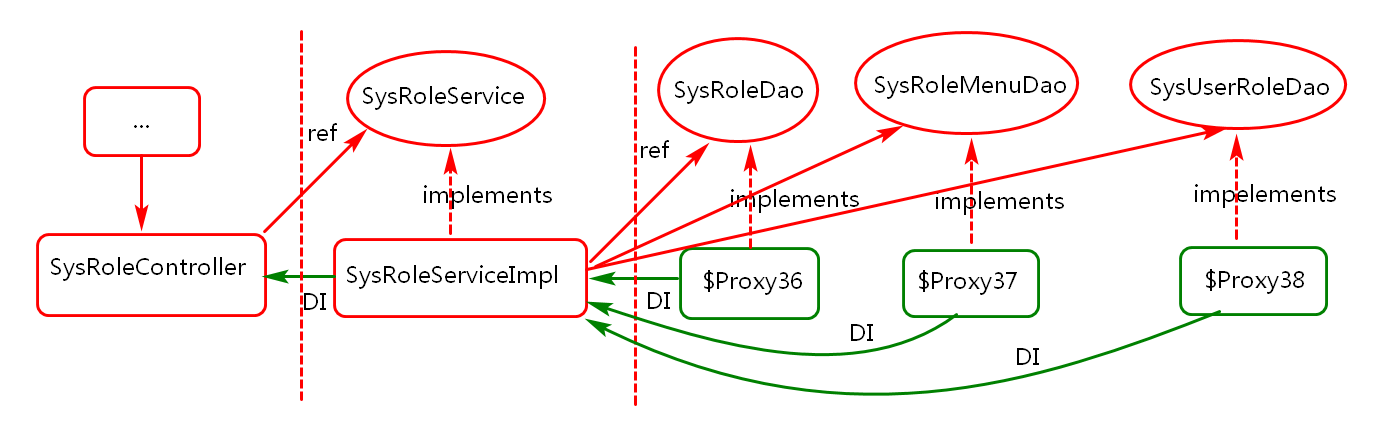 ...
SysRoleService
SysRoleDao
SysRoleMenuDao
SysUserRoleDao
ref
ref
implements
implements
implements
impelements
SysRoleController
SysRoleServiceImpl
$Proxy36
$Proxy37
$Proxy38
DI
DI
DI
DI